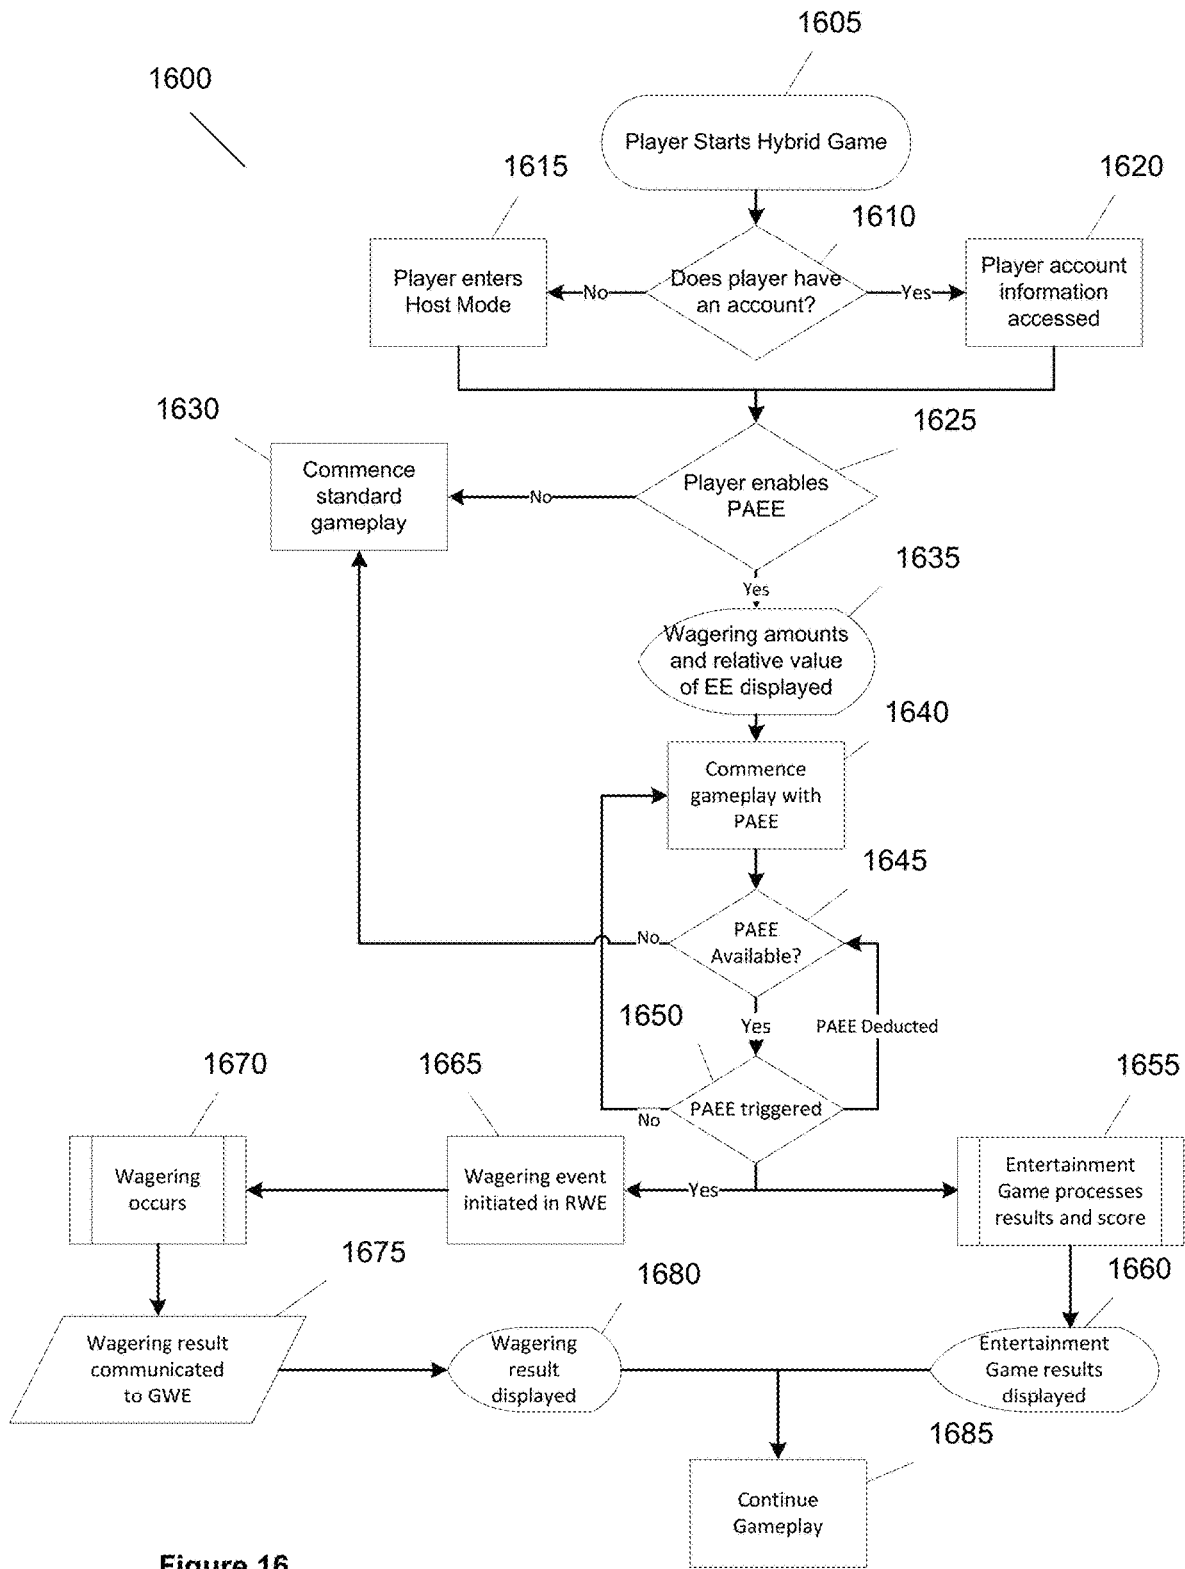 1605
1600
Player Starts Hybrid Game
1615
1620
1610
Player enters
Host Mode
No
Does player have
an account?
Yes
Player account
information
accessed
1630
1625
Commence
standard
gameplay
No
Player enables
PAEE
1635
Yes
Wagering amounts
and relative value
of EE displayed
1640
Commence
gameplay with
PAEE
1645
No
PAEE
Available?
1650
Yes
PAEE Deducted
1670
1665
1655
PAEE triggered
No
Wagering
occurs
Wagering event
initiated in RWE
Yes
Entertainment
Game processes
results and score
1675
1680
1660
Wagering result
communicated
to GWE
Wagering
result
displayed
Entertainment
Game results
displayed
1685
Continue
Gameplay
Figure 16